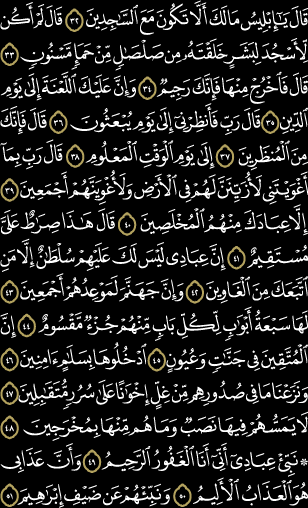 قَالَ يَٰٓإِبْلِيسُ مَا لَكَ أَلَّا تَكُونَ مَعَ ٱلسَّٰجِدِينَ ٣٢ قَالَ لَمْ أَكُن
لِّأَسْجُدَ لِبَشَرٍ خَلَقْتَهُۥ مِن صَلْصَٰلٍ مِّنْ حَمَإٍ مَّسْنُونٍ ٣٣
قَالَ فَٱخْرُجْ مِنْهَا فَإِنَّكَ رَجِيمٌ ٣٤ وَإِنَّ عَلَيْكَ ٱللَّعْنَةَ إِلَىٰ يَوْمِ
ٱلدِّينِ ٣٥ قَالَ رَبِّ فَأَنظِرْنِىٓ إِلَىٰ يَوْمِ يُبْعَثُونَ ٣٦ قَالَ فَإِنَّكَ
مِنَ ٱلْمُنظَرِينَ ٣٧ إِلَىٰ يَوْمِ ٱلْوَقْتِ ٱلْمَعْلُومِ ٣٨ قَالَ رَبِّ بِمَآ
أَغْوَيْتَنِى لَأُزَيِّنَنَّ لَهُمْ فِى ٱلْأَرْضِ وَلَأُغْوِيَنَّهُمْ أَجْمَعِينَ ٣٩
إِلَّا عِبَادَكَ مِنْهُمُ ٱلْمُخْلَصِينَ ٤٠ قَالَ هَٰذَا صِرَٰطٌ عَلَىَّ
مُسْتَقِيمٌ ٤١ إِنَّ عِبَادِى لَيْسَ لَكَ عَلَيْهِمْ سُلْطَٰنٌ إِلَّا مَنِ
ٱتَّبَعَكَ مِنَ ٱلْغَاوِينَ ٤٢ وَإِنَّ جَهَنَّمَ لَمَوْعِدُهُمْ أَجْمَعِينَ ٤٣
لَهَا سَبْعَةُ أَبْوَٰبٍ لِّكُلِّ بَابٍ مِّنْهُمْ جُزْءٌ مَّقْسُومٌ ٤٤ إِنَّ
ٱلْمُتَّقِينَ فِى جَنَّٰتٍ وَعُيُونٍ ٤٥ ٱدْخُلُوهَا بِسَلَٰمٍ ءَامِنِينَ ٤٦
وَنَزَعْنَا مَا فِى صُدُورِهِم مِّنْ غِلٍّ إِخْوَٰنًا عَلَىٰ سُرُرٍ مُّتَقَٰبِلِينَ ٤٧
لَا يَمَسُّهُمْ فِيهَا نَصَبٌ وَمَا هُم مِّنْهَا بِمُخْرَجِينَ ٤٨
۞ نَبِّئْ عِبَادِىٓ أَنِّىٓ أَنَا ٱلْغَفُورُ ٱلرَّحِيمُ ٤٩ وَأَنَّ عَذَابِى
هُوَ ٱلْعَذَابُ ٱلْأَلِيمُ ٥٠ وَنَبِّئْهُمْ عَن ضَيْفِ إِبْرَٰهِيمَ ٥١